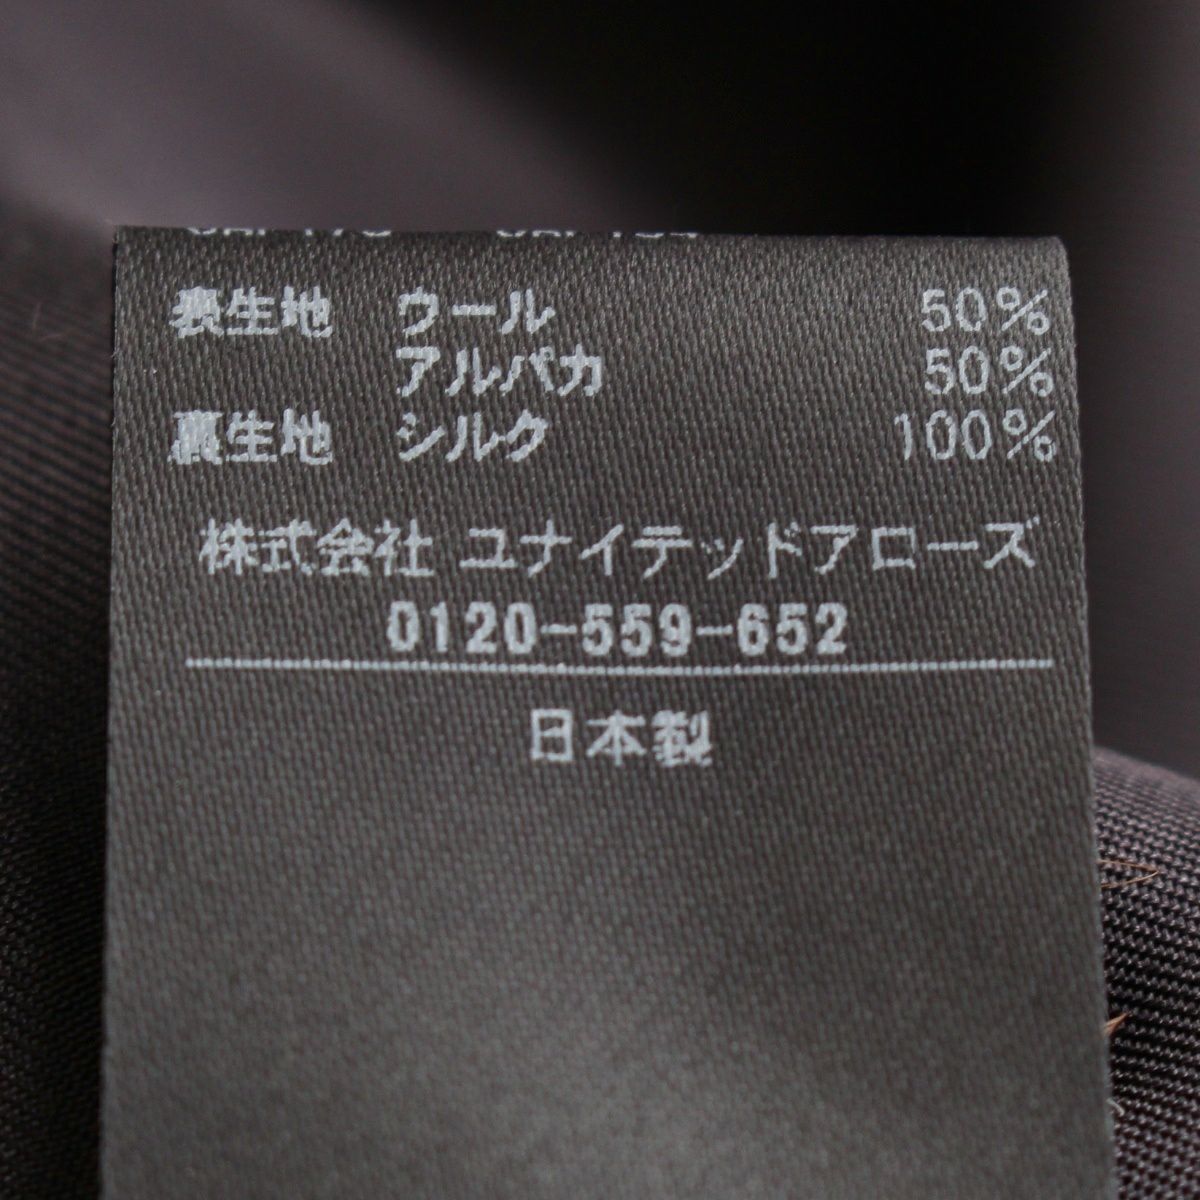 表生地 ウール 50%
アルパカ 50%
裏生地 シルク 100%
株式会社 ユナイテッドアローズ
0120-559-652
日本製